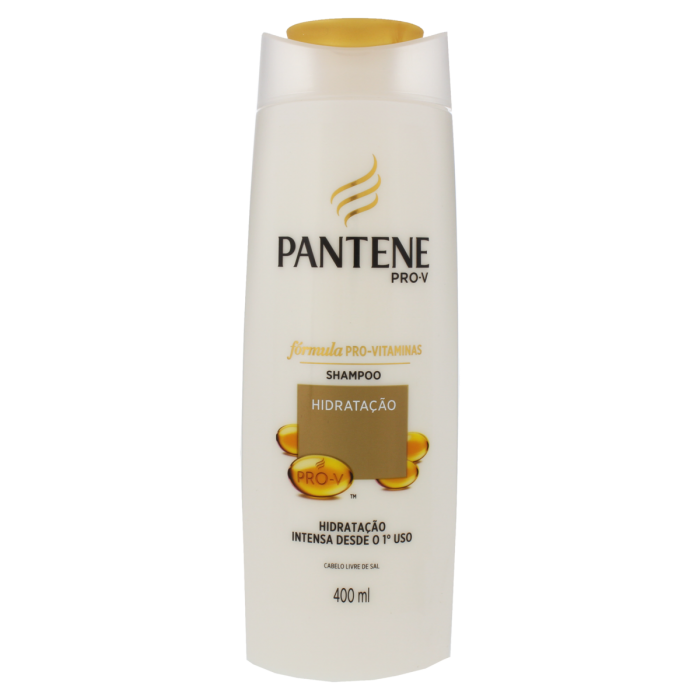 PANTENE
PRO-V
fórmula PRO-VITAMINAS
SHAMPOO
HIDRATAÇÃO
PRO-V
™
HIDRATAÇÃO
INTENSA DESDE O 1º USO
CABELO LIVRE DE SAL
400 ml